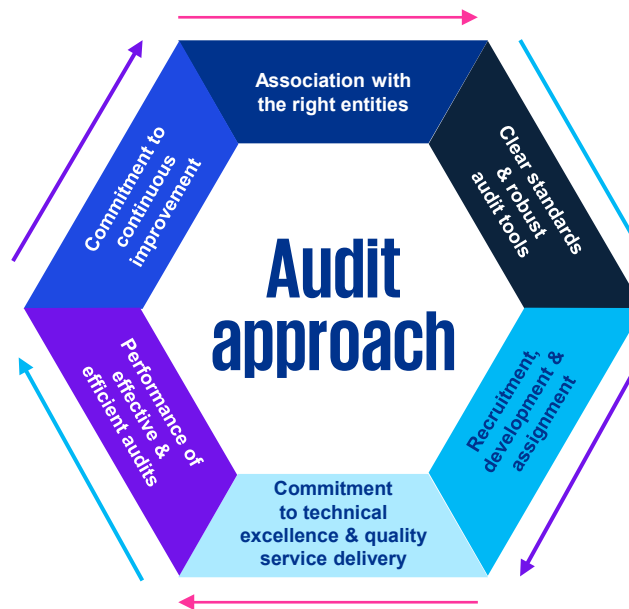 Association with
the right entities
Clear standards
& robust
audit tools
Recruitment,
development &
assignment
Commitment
to technical
excellence & quality
service delivery
Performance of
effective &
efficient audits
Commitment to
continuous
improvement
Audit
approach